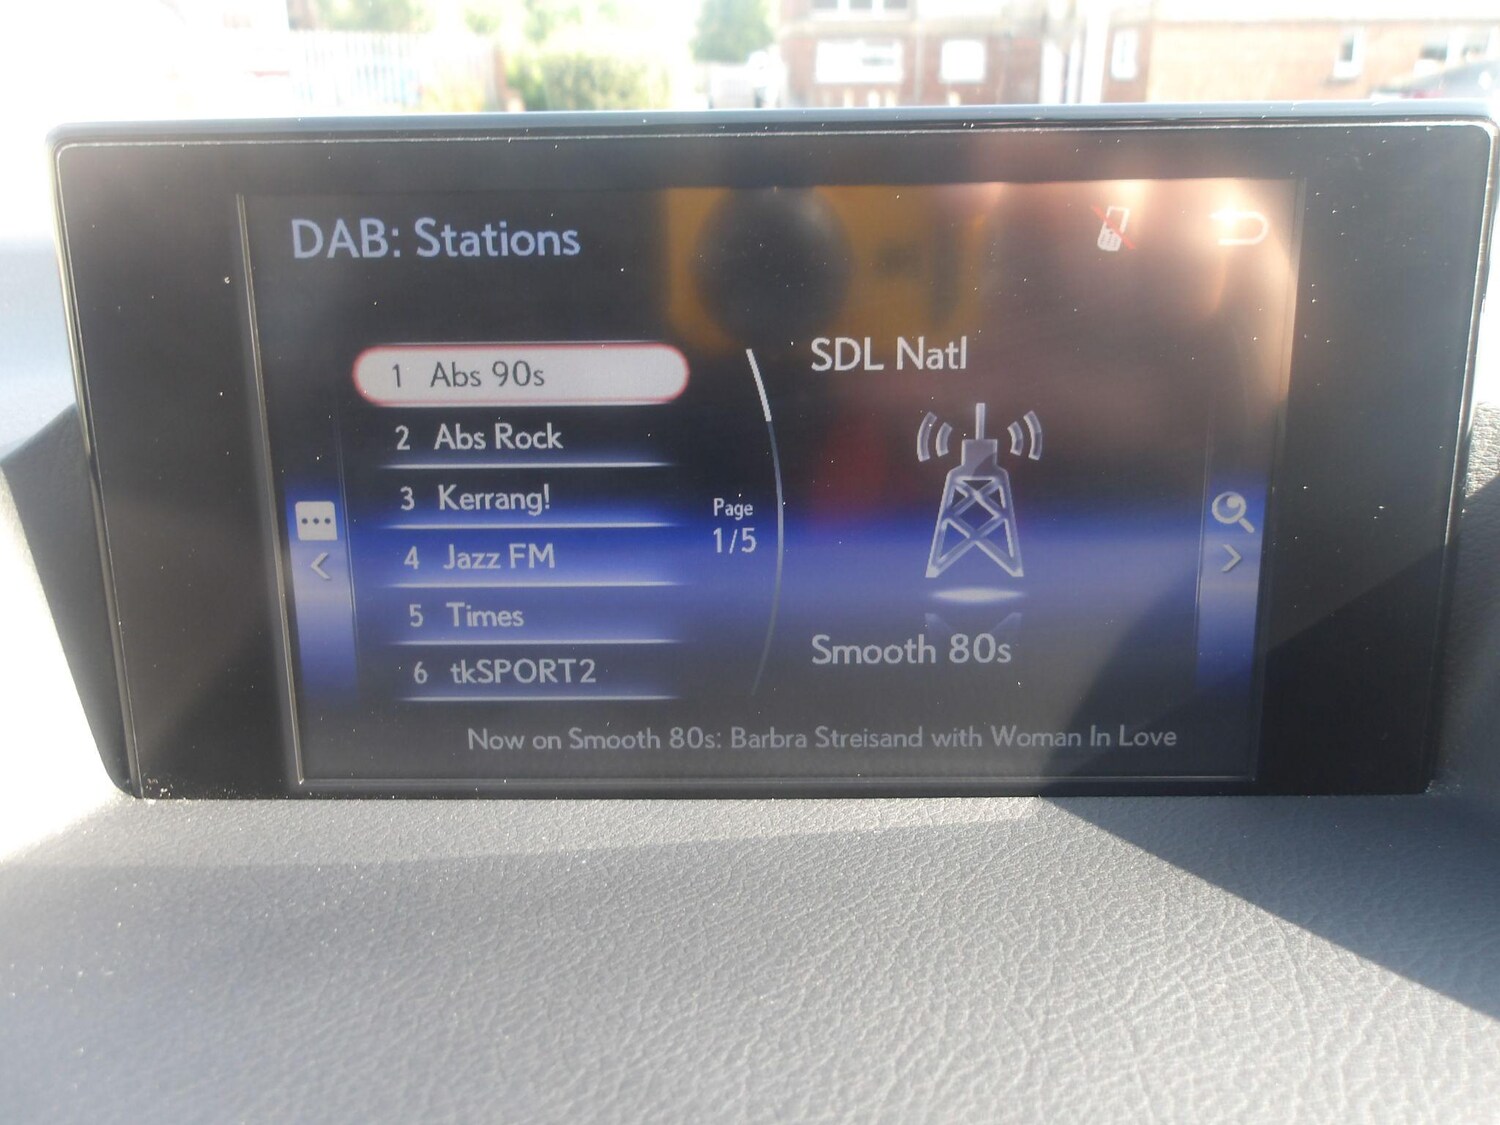 DAB: Stations
1 Abs 90s
2 Abs Rock
3 Kerrang!
4 Jazz FM
5 Times
6 tkSPORT2
Page
1/5
SDL Natl
Smooth 80s
Now on Smooth 80s: Barbra Streisand with Woman In Love